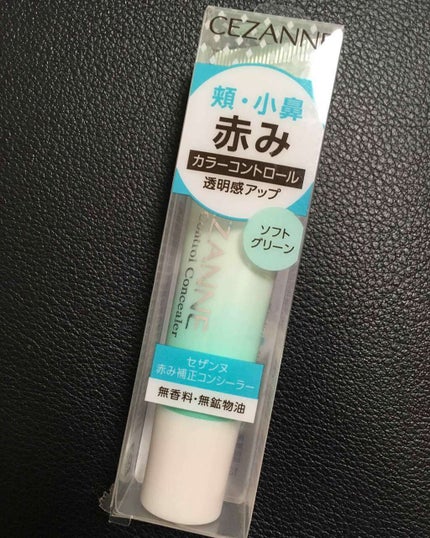 CEZANNE
頬・小鼻
赤み
カラーコントロール
透明感アップ
ソフト
グリーン
EZANNE
ontrol Concealer
セザンヌ
赤み補正コンシーラー
無香料・無鉱物油